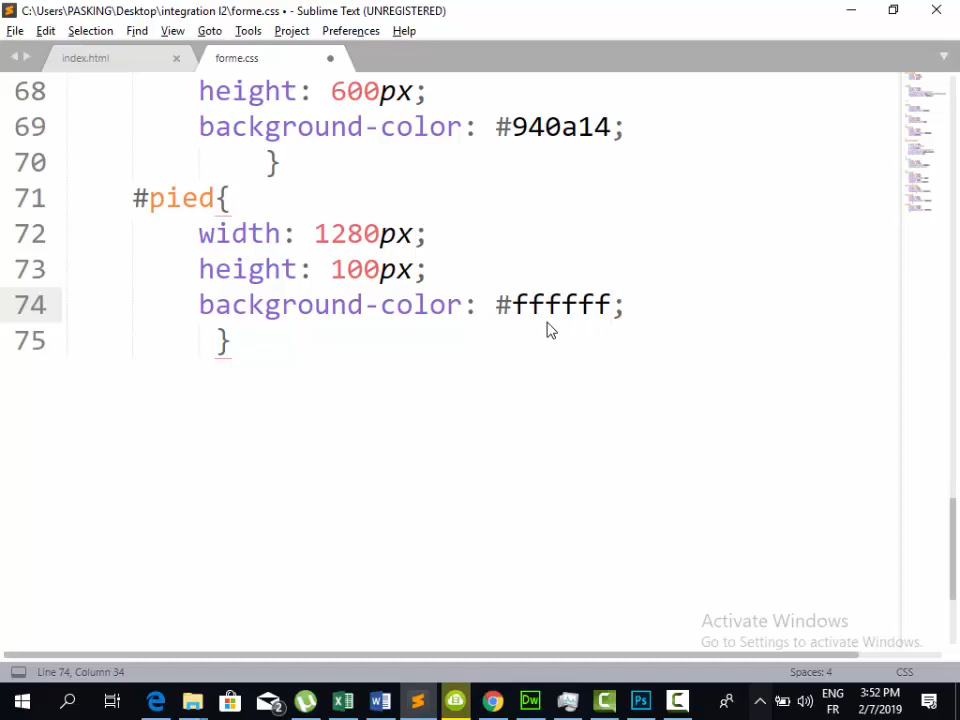 C:\Users\PASKING\Desktop\integration l2\forme.css • - Sublime Text (UNREGISTERED)
File Edit Selection Find View Goto Tools Project Preferences Help
index.html forme.css
68 height: 600px;
69 background-color: #940a14;
70 }
71 #pied{
72 width: 1280px;
73 height: 100px;
74 background-color: #ffffff;
75 }
Activate Windows
Go to Settings to activate Windows.
Line 74, Column 34 Spaces: 4 CSS
ENG 3:52 PM
FR 2/7/2019